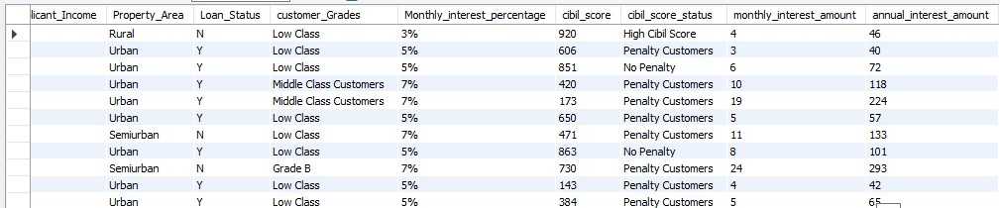 licant_Income Property_Area Loan_Status customer_Grades Monthly_interest_percentage cibil_score cibil_score_status monthly_interest_amount annual_interest_amount
Rural N Low Class 3% 920 High Cibil Score 4 46
Urban Y Low Class 5% 606 Penalty Customers 3 40
Urban Y Low Class 5% 851 No Penalty 6 72
Urban Y Middle Class Customers 7% 420 Penalty Customers 10 118
Urban Y Middle Class Customers 7% 173 Penalty Customers 19 224
Urban Y Low Class 5% 650 Penalty Customers 5 57
Semiurban N Low Class 7% 471 Penalty Customers 11 133
Urban Y Low Class 5% 863 No Penalty 8 101
Semiurban N Grade B 7% 730 Penalty Customers 24 293
Urban Y Low Class 5% 143 Penalty Customers 4 42
Urban Y Low Class 5% 384 Penalty Customers 5 65